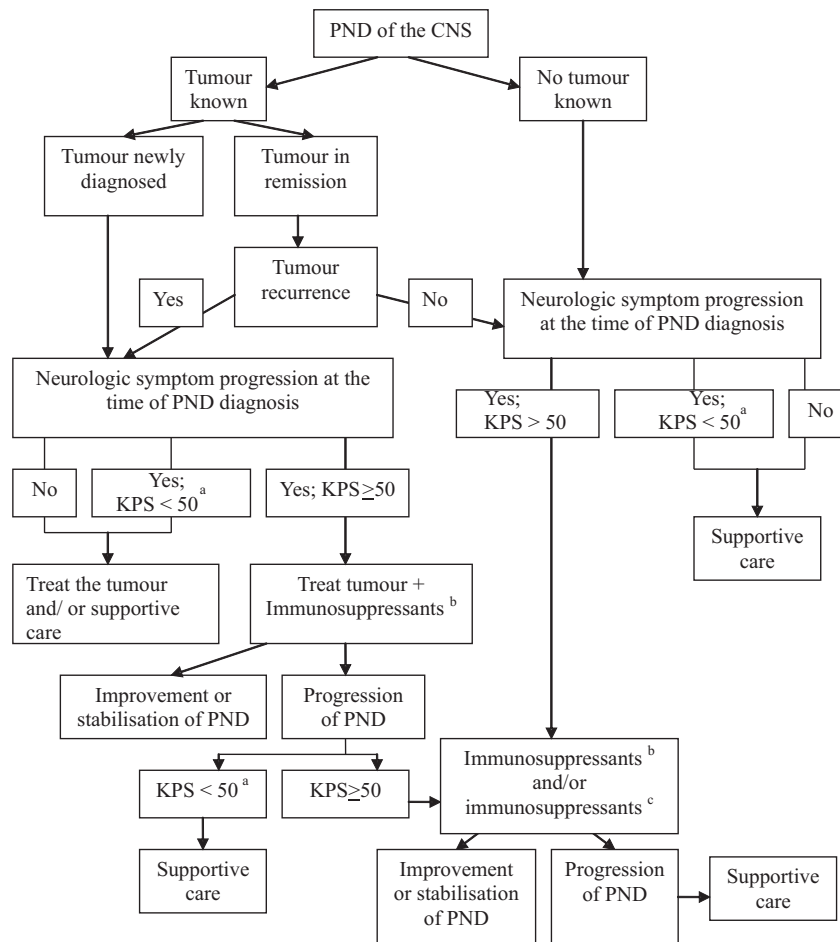 PND of the CNS
Tumour
known
No tumour
known
Tumour newly
diagnosed
Tumour in
remission
Tumour
recurrence
Yes
No
Neurologic symptom progression
at the time of PND diagnosis
Neurologic symptom progression at the
time of PND diagnosis
Yes;
KPS > 50
Yes;
KPS < 50 a
No
No
Yes;
KPS < 50 a
Yes; KPS ≥50
Supportive
care
Treat the tumour
and/ or supportive
care
Treat tumour +
Immunosuppressants b
Improvement or
stabilisation of PND
Progression
of PND
KPS < 50 a
KPS≥50
Immunosuppressants b
and/or
immunosuppressants c
Supportive
care
Improvement
or stabilisation
of PND
Progression
of PND
Supportive
care